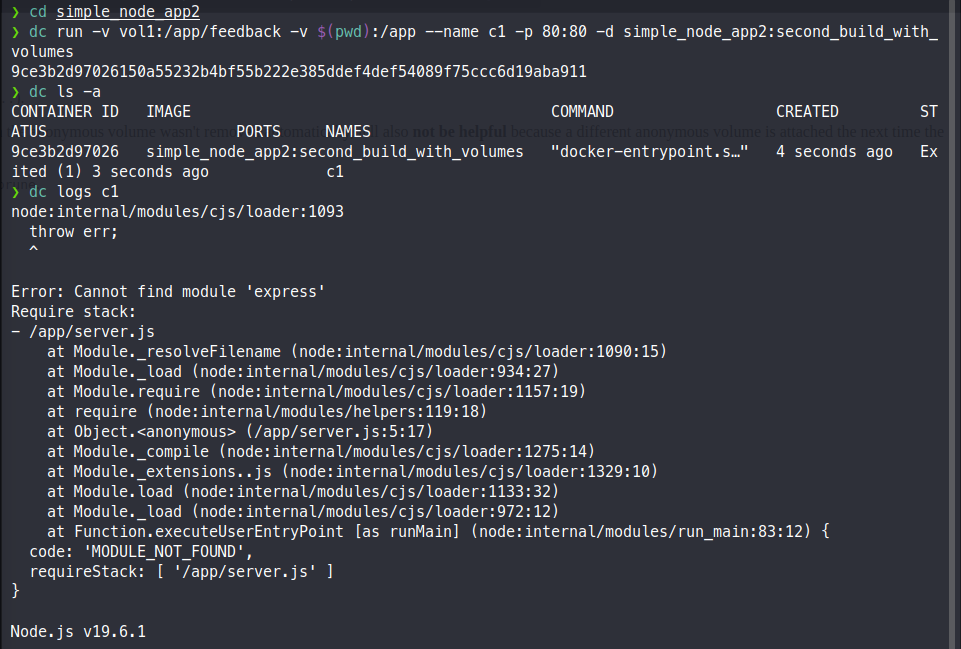 ❯ cd simple_node_app2
❯ dc run -v vol1:/app/feedback -v $(pwd):/app --name c1 -p 80:80 -d simple_node_app2:second_build_with_
volumes
9ce3b2d97026150a55232b4bf55b222e385ddef4def54089f75ccc6d19aba911
❯ dc ls -a
CONTAINER ID   IMAGE                                        COMMAND                  CREATED         ST
ATUS                     PORTS     NAMES
9ce3b2d97026   simple_node_app2:second_build_with_volumes   "docker-entrypoint.s…"   4 seconds ago   Ex
ited (1) 3 seconds ago             c1
❯ dc logs c1
node:internal/modules/cjs/loader:1093
  throw err;
  ^
Error: Cannot find module 'express'
Require stack:
- /app/server.js
    at Module._resolveFilename (node:internal/modules/cjs/loader:1090:15)
    at Module._load (node:internal/modules/cjs/loader:934:27)
    at Module.require (node:internal/modules/cjs/loader:1157:19)
    at require (node:internal/modules/helpers:119:18)
    at Object.<anonymous> (/app/server.js:5:17)
    at Module._compile (node:internal/modules/cjs/loader:1275:14)
    at Module._extensions..js (node:internal/modules/cjs/loader:1329:10)
    at Module.load (node:internal/modules/cjs/loader:1133:32)
    at Module._load (node:internal/modules/cjs/loader:972:12)
    at Function.executeUserEntryPoint [as runMain] (node:internal/modules/run_main:83:12) {
  code: 'MODULE_NOT_FOUND',
  requireStack: [ '/app/server.js' ]
}
Node.js v19.6.1